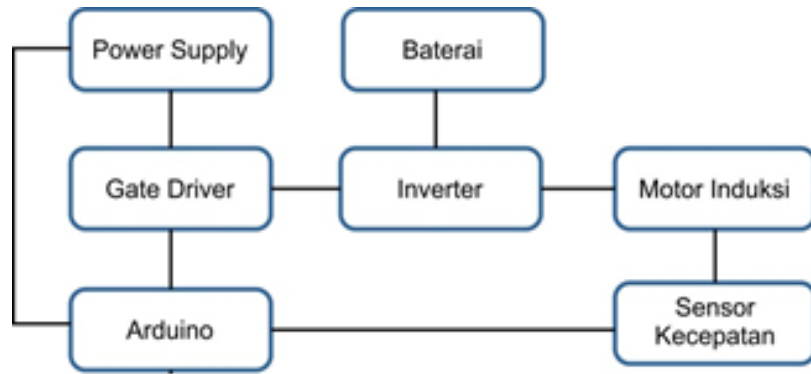 Power Supply
Baterai
Gate Driver
Inverter
Motor Induksi
Arduino
Sensor
Kecepatan